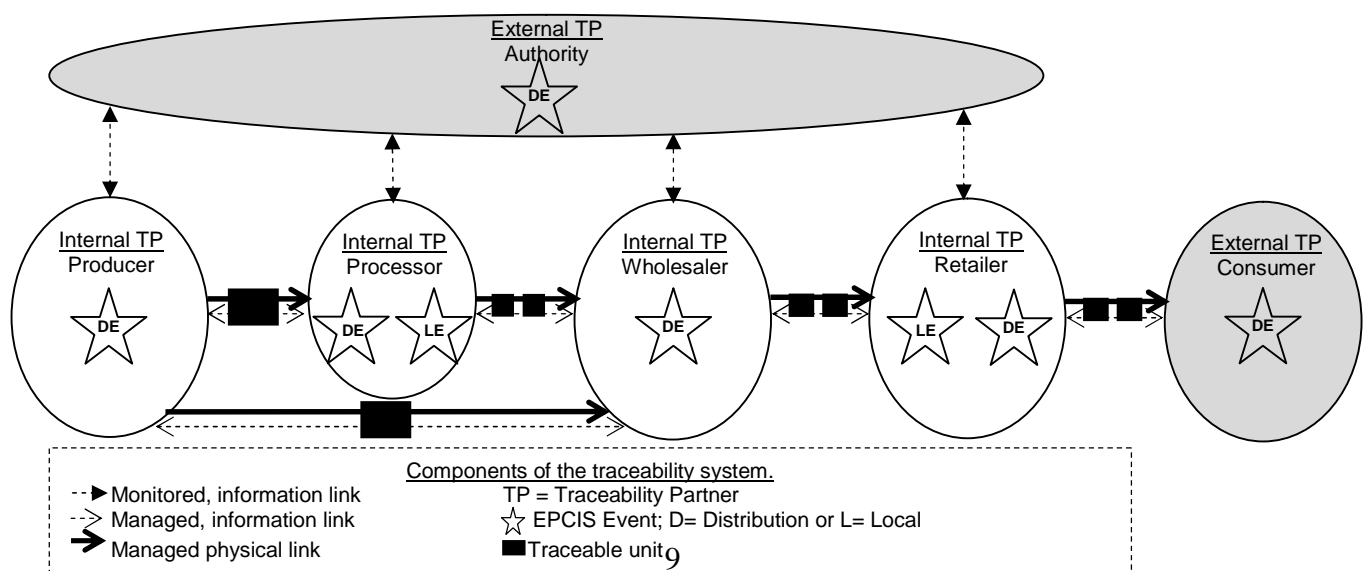 External TP
Authority
DE
Internal TP
Producer
DE
Internal TP
Processor
DE
LE
Internal TP
Wholesaler
DE
Internal TP
Retailer
LE
DE
External TP
Consumer
DE
Components of the traceability system.
Monitored, information link
TP = Traceability Partner
Managed, information link
EPCIS Event; D= Distribution or L= Local
Managed physical link
Traceable unit
9